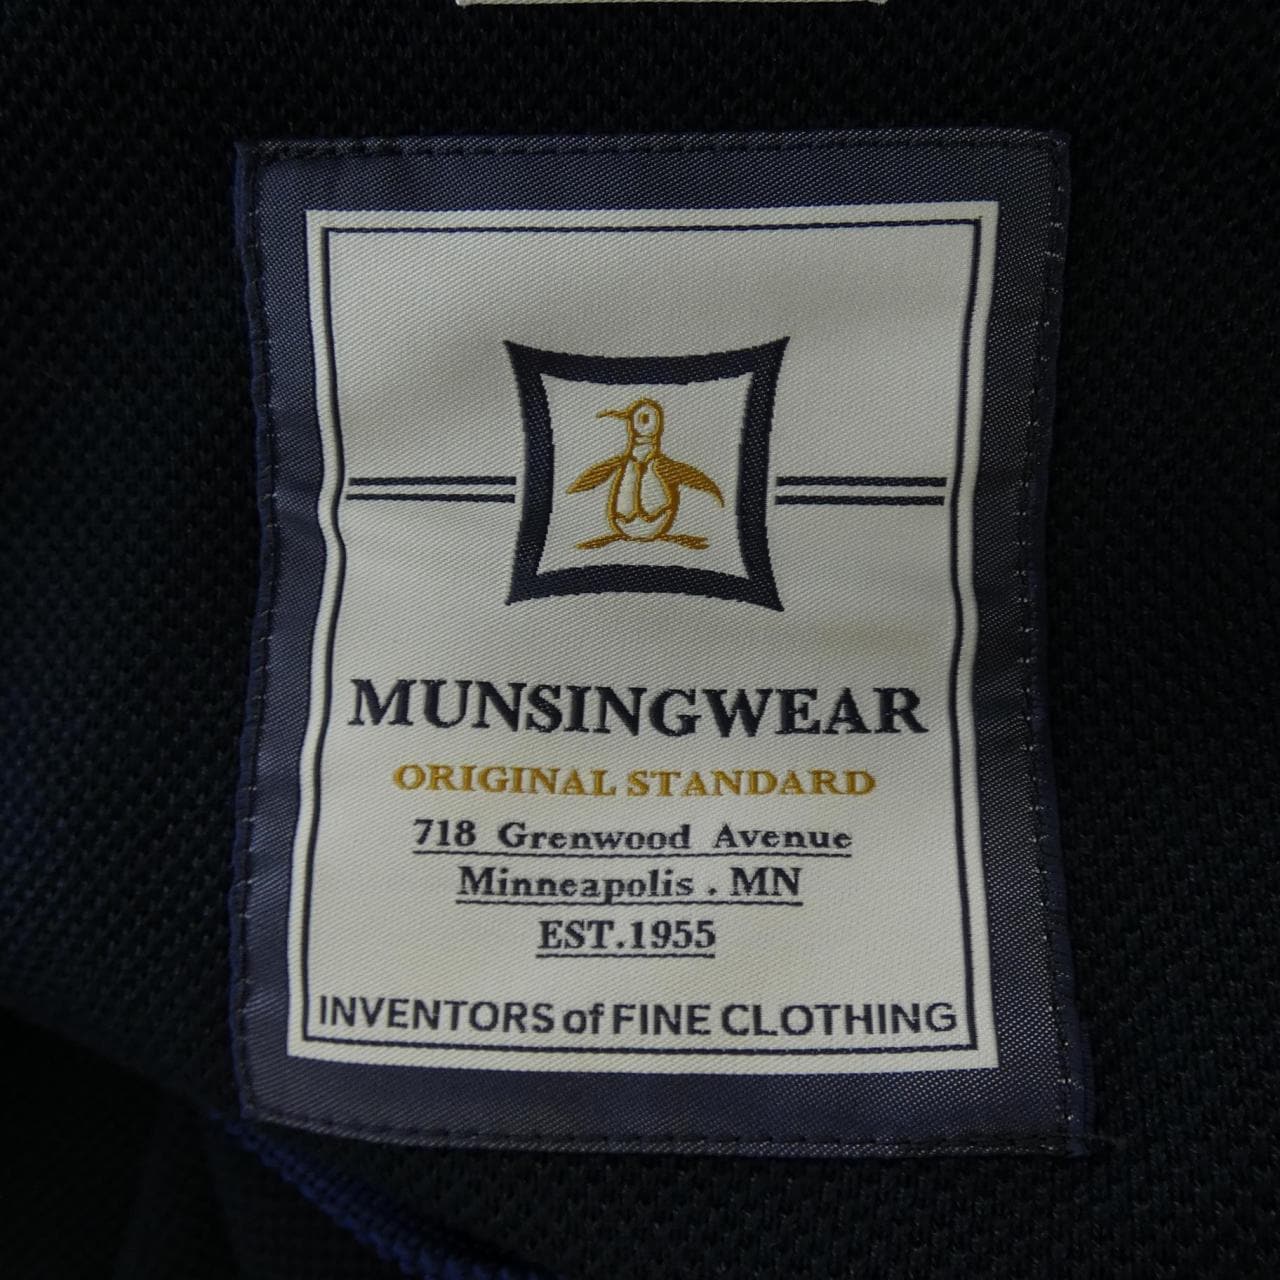 MUNSINGWEAR
ORIGINAL STANDARD
718 Grenwood Avenue
Minneapolis . MN
EST.1955
INVENTORS of FINE CLOTHING